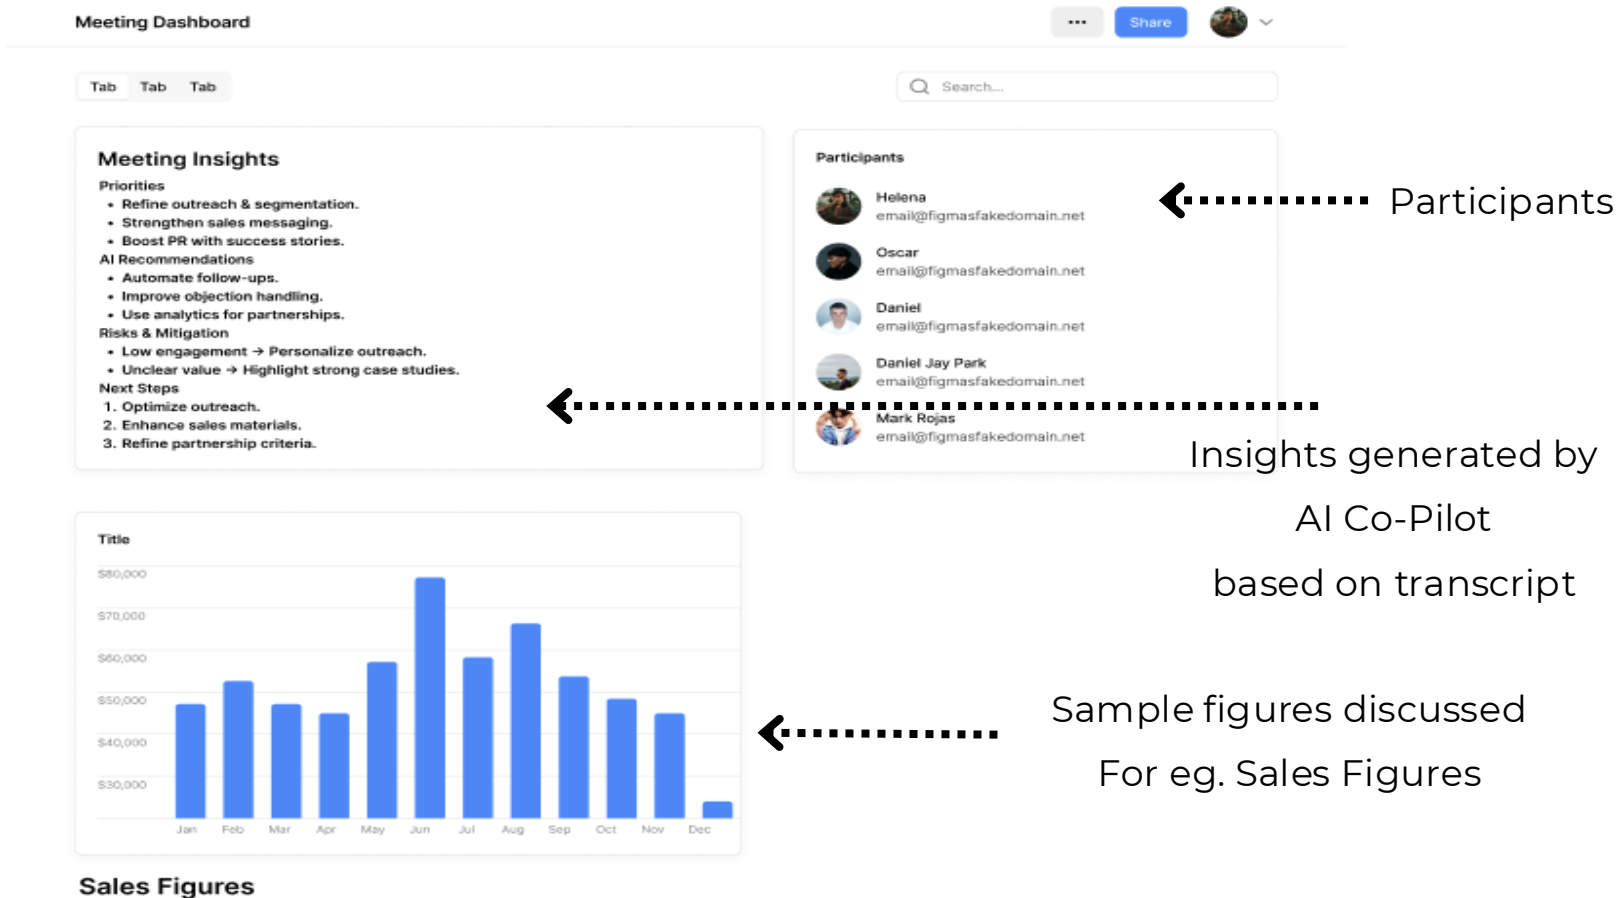 Meeting Dashboard
Share
Tab Tab Tab
Search...
Meeting Insights
Priorities
• Refine outreach & segmentation.
• Strengthen sales messaging.
• Boost PR with success stories.
AI Recommendations
• Automate follow-ups.
• Improve objection handling.
• Use analytics for partnerships.
Risks & Mitigation
• Low engagement → Personalize outreach.
• Unclear value → Highlight strong case studies.
Next Steps
1. Optimize outreach.
2. Enhance sales materials.
3. Refine partnership criteria.
Participants
Helena
email@figmasfakedomain.net
Oscar
email@figmasfakedomain.net
Daniel
email@figmasfakedomain.net
Daniel Jay Park
email@figmasfakedomain.net
Mark Rojas
email@figmasfakedomain.net
Participants
Insights generated by
AI Co-Pilot
based on transcript
Title
$80,000
$70,000
$60,000
$50,000
$40,000
$30,000
Jan Feb Mar Apr May Jun Jul Aug Sep Oct Nov Dec
Sales Figures
Sample figures discussed
For eg. Sales Figures